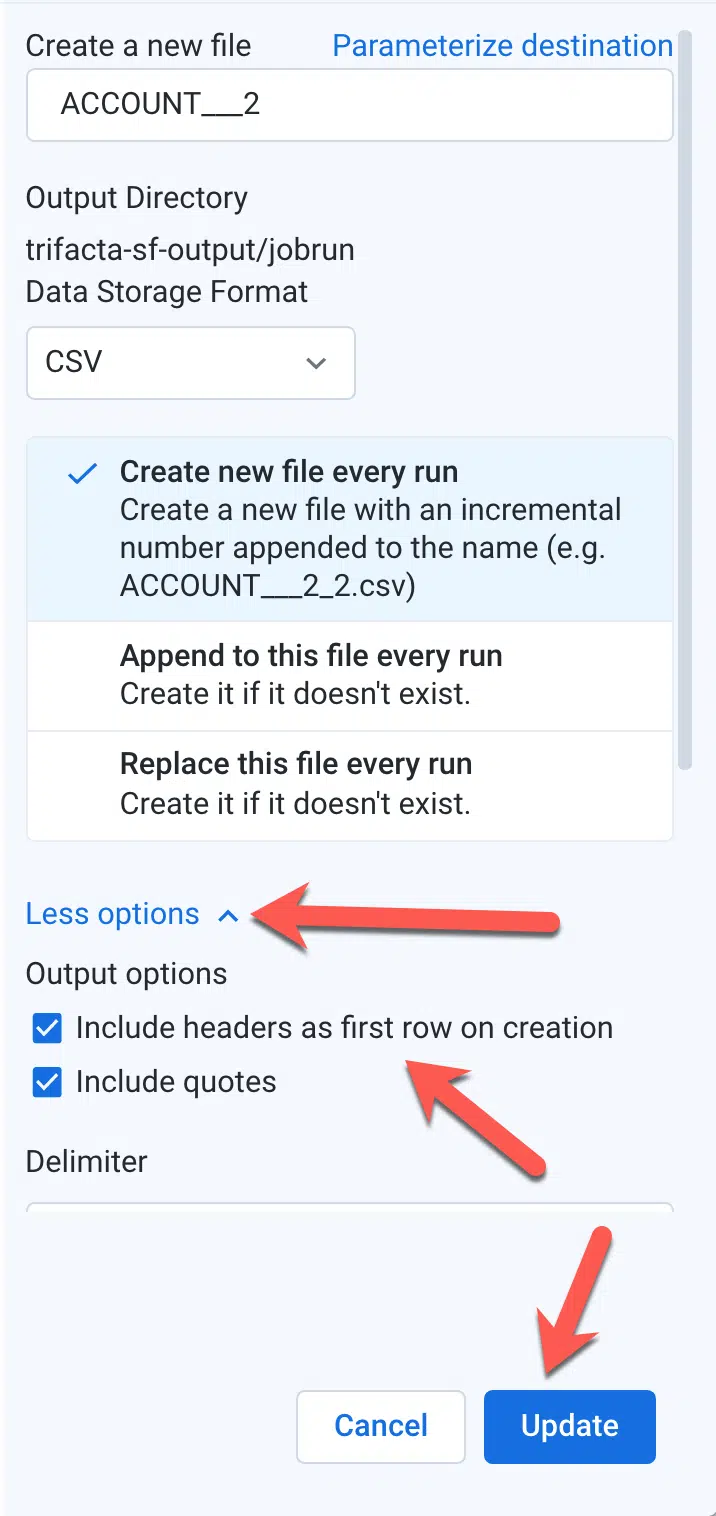 Create a new file Parameterize destination
ACCOUNT___2
Output Directory
trifacta-sf-output/jobrun
Data Storage Format
CSV
Create new file every run
Create a new file with an incremental
number appended to the name (e.g.
ACCOUNT___2_2.csv)
Append to this file every run
Create it if it doesn't exist.
Replace this file every run
Create it if it doesn't exist.
Less options
Output options
Include headers as first row on creation
Include quotes
Delimiter
Cancel Update